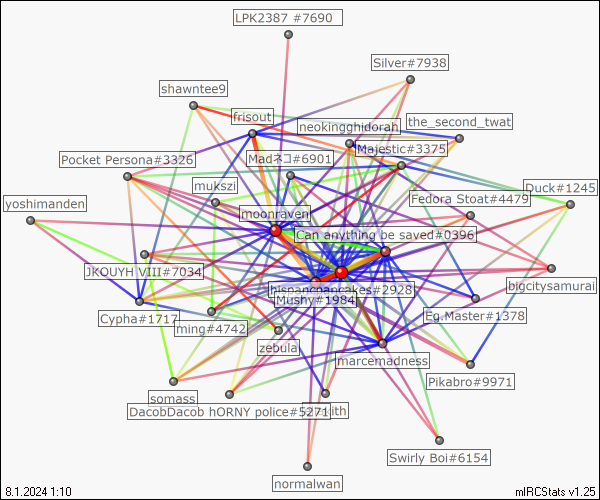 LPK2387 #7690
Silver#7938
shawntee9
frisout
the_second_twat
neokingghidorah
Majestic#3375
Pocket Persona#3326
Madネコ#6901
mukszi
Duck#1245
Fedora Stoat#4479
yoshimanden
moonraven
Can anything be saved#0396
JKOUYH VIII#7034
bigcitysamurai
hispanicpancakes#2928
Mushy#1984
Cypha#1717
Eg.Master#1378
ming#4742
zebula
marcemadness
Pikabro#9971
somass
DacobDacob hORNY police#5271
Swirly Boi#6154
normalwan
8.1.2024 1:10
mIRCStats v1.25